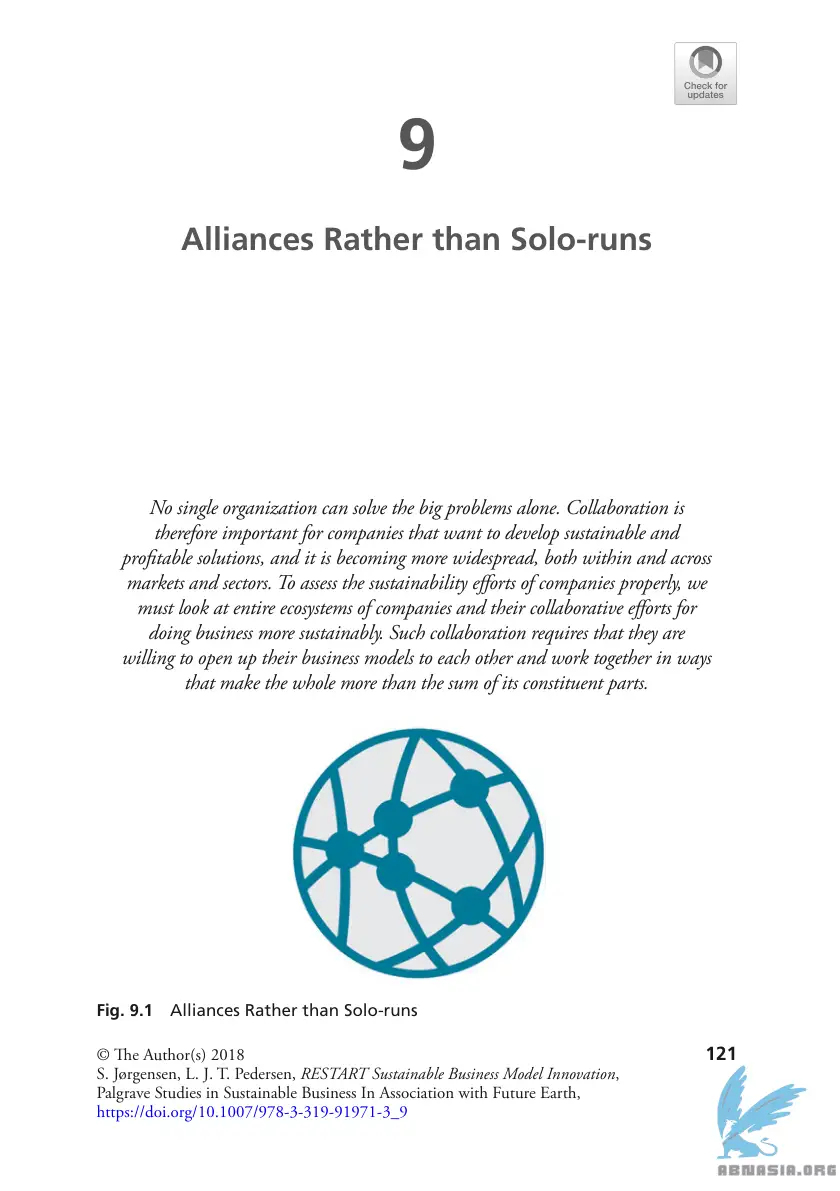 Check for
updates
9
Alliances Rather than Solo-runs
No single organization can solve the big problems alone. Collaboration is
therefore important for companies that want to develop sustainable and
profitable solutions, and it is becoming more widespread, both within and across
markets and sectors. To assess the sustainability efforts of companies properly, we
must look at entire ecosystems of companies and their collaborative efforts for
doing business more sustainably. Such collaboration requires that they are
willing to open up their business models to each other and work together in ways
that make the whole more than the sum of its constituent parts.
Fig. 9.1 Alliances Rather than Solo-runs
© The Author(s) 2018
121
S. Jørgensen, L. J. T. Pedersen, RESTART Sustainable Business Model Innovation,
Palgrave Studies in Sustainable Business In Association with Future Earth,
https://doi.org/10.1007/978-3-319-91971-3_9
ABNASIA.ORG